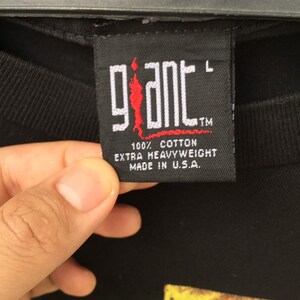 giant L
TM
100% COTTON
EXTRA HEAVYWEIGHT
MADE IN U.S.A.